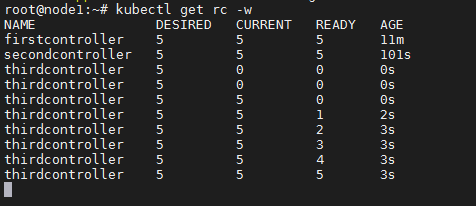 root@node1:~# kubectl get rc -w
NAME DESIRED CURRENT READY AGE
firstcontroller 5 5 5 11m
secondcontroller 5 5 5 101s
thirdcontroller 5 0 0 0s
thirdcontroller 5 0 0 0s
thirdcontroller 5 5 0 0s
thirdcontroller 5 5 1 2s
thirdcontroller 5 5 2 3s
thirdcontroller 5 5 3 3s
thirdcontroller 5 5 4 3s
thirdcontroller 5 5 5 3s